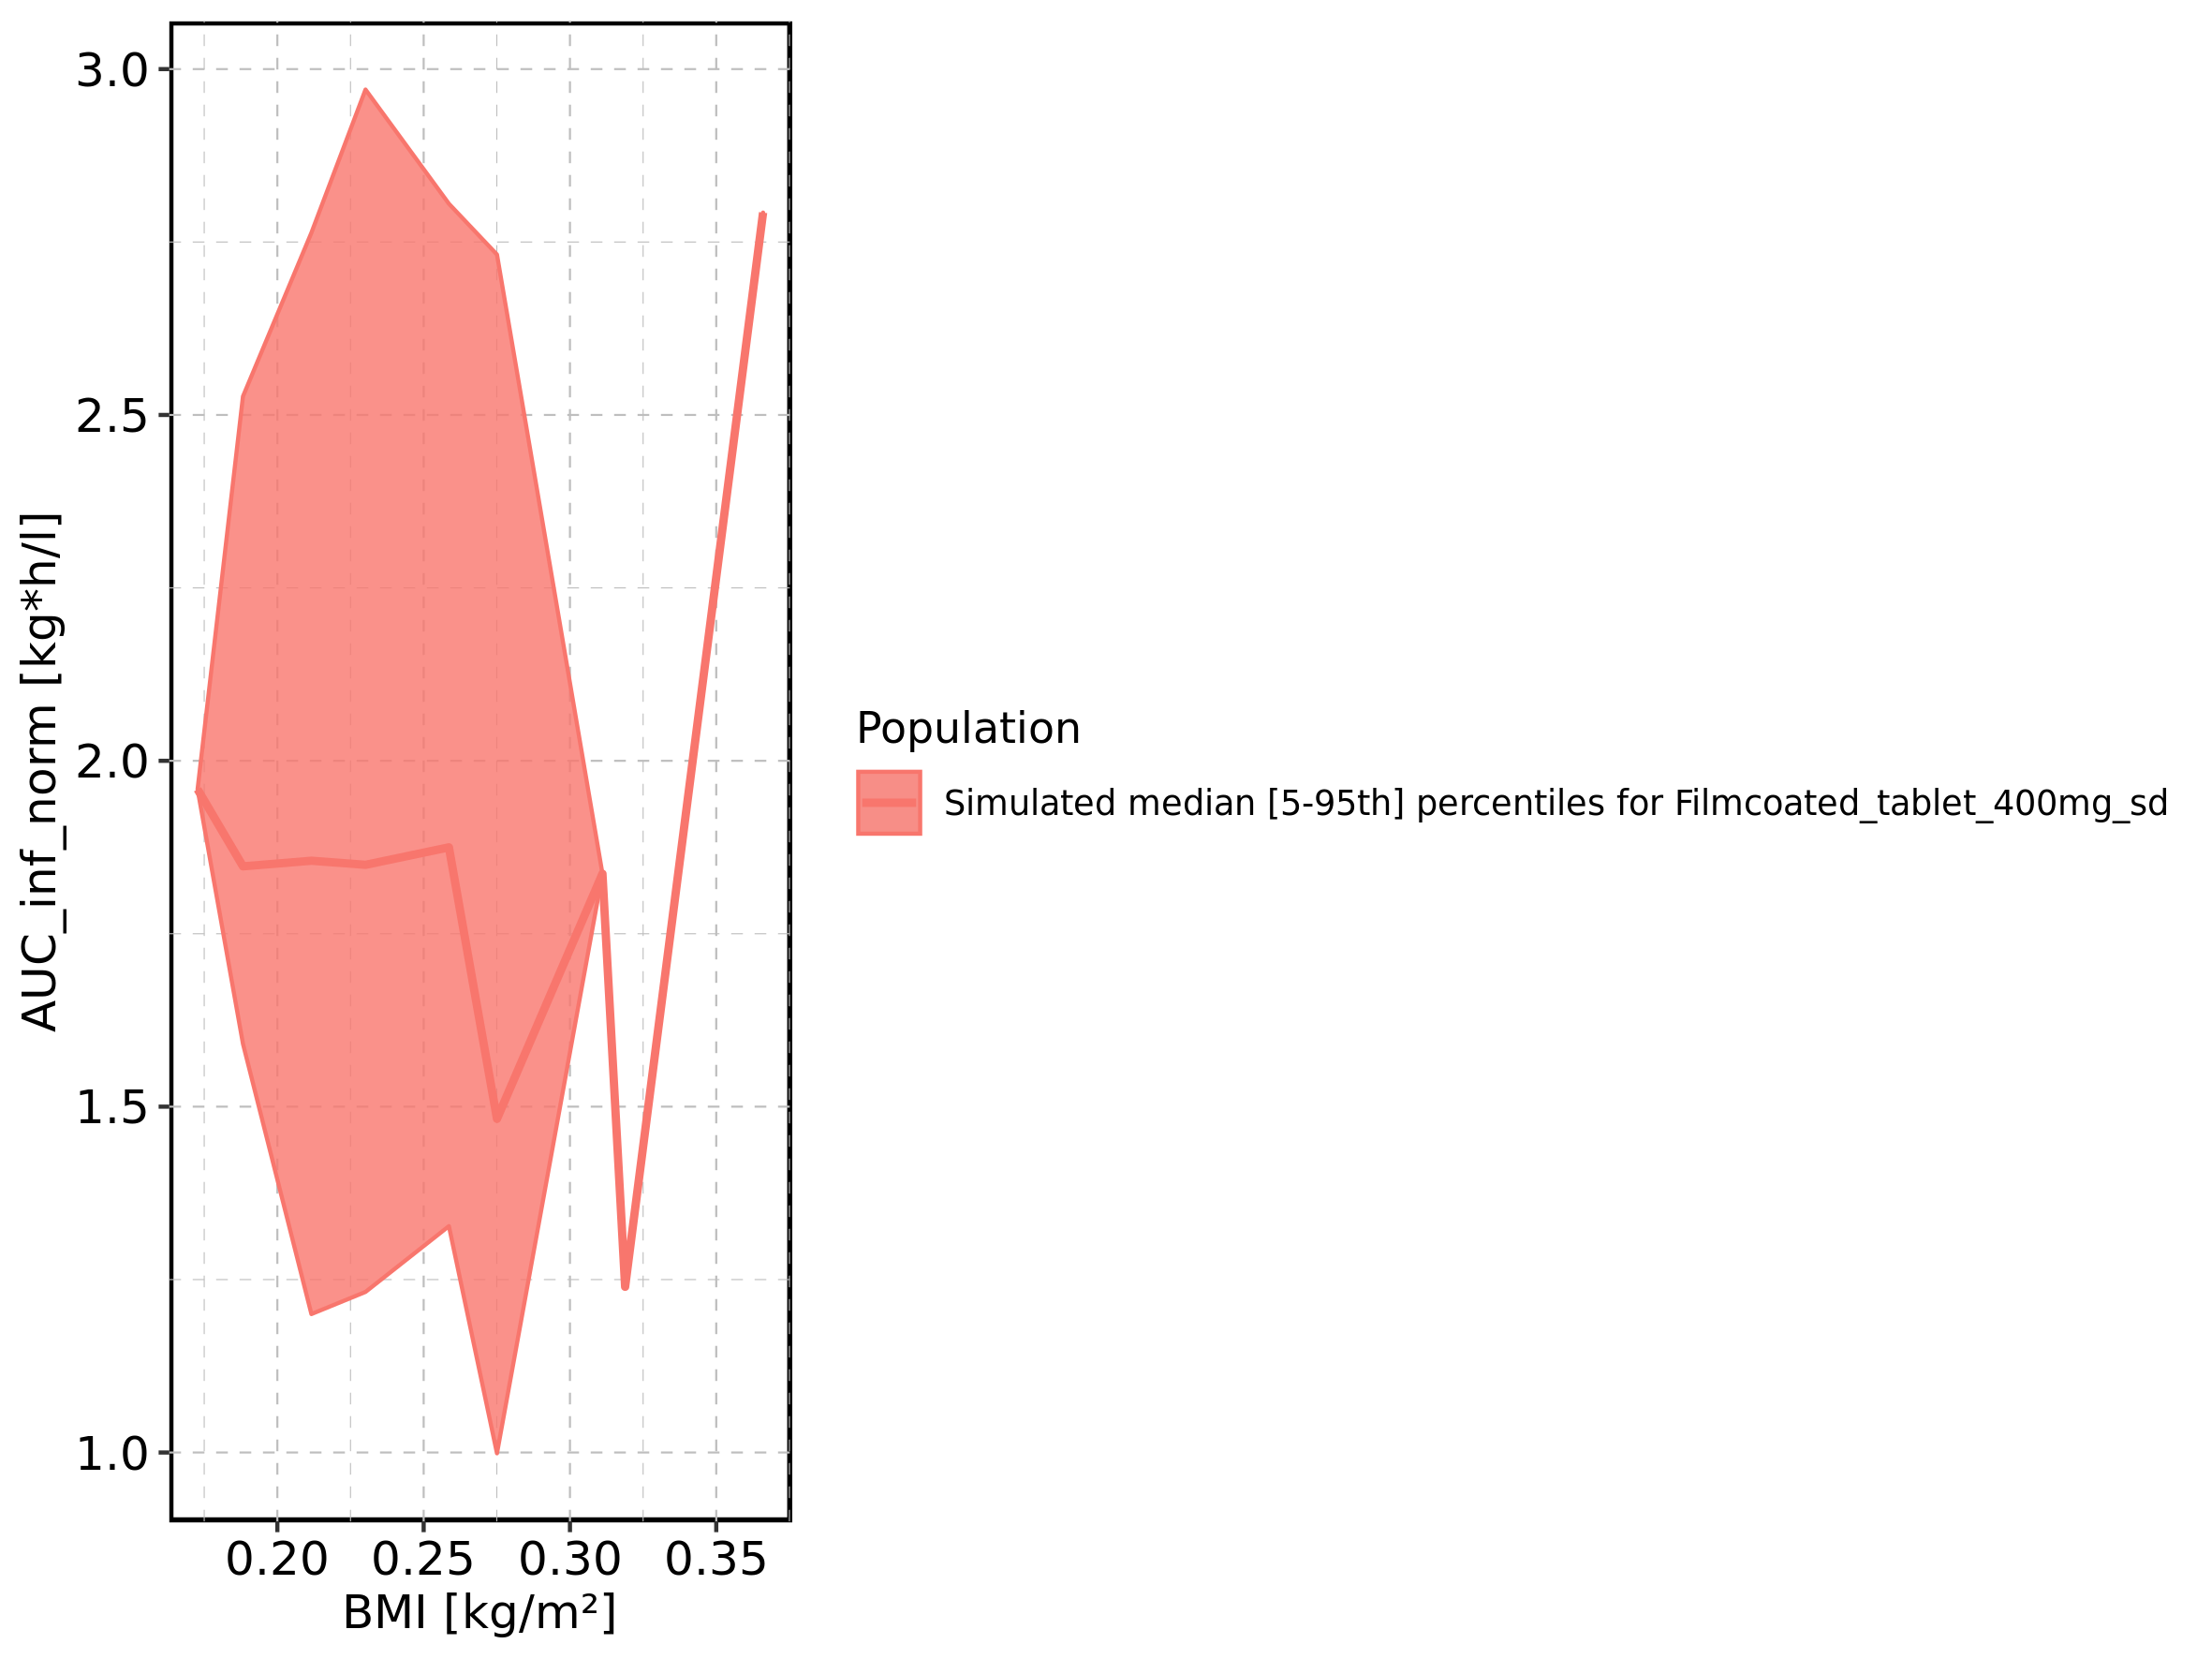 3.0
2.5
2.0
1.5
1.0
AUC_inf_norm [kg*h/l]
0.20 0.25 0.30 0.35
BMI [kg/m²]
Population
Simulated median [5-95th] percentiles for Filmcoated_tablet_400mg_sd